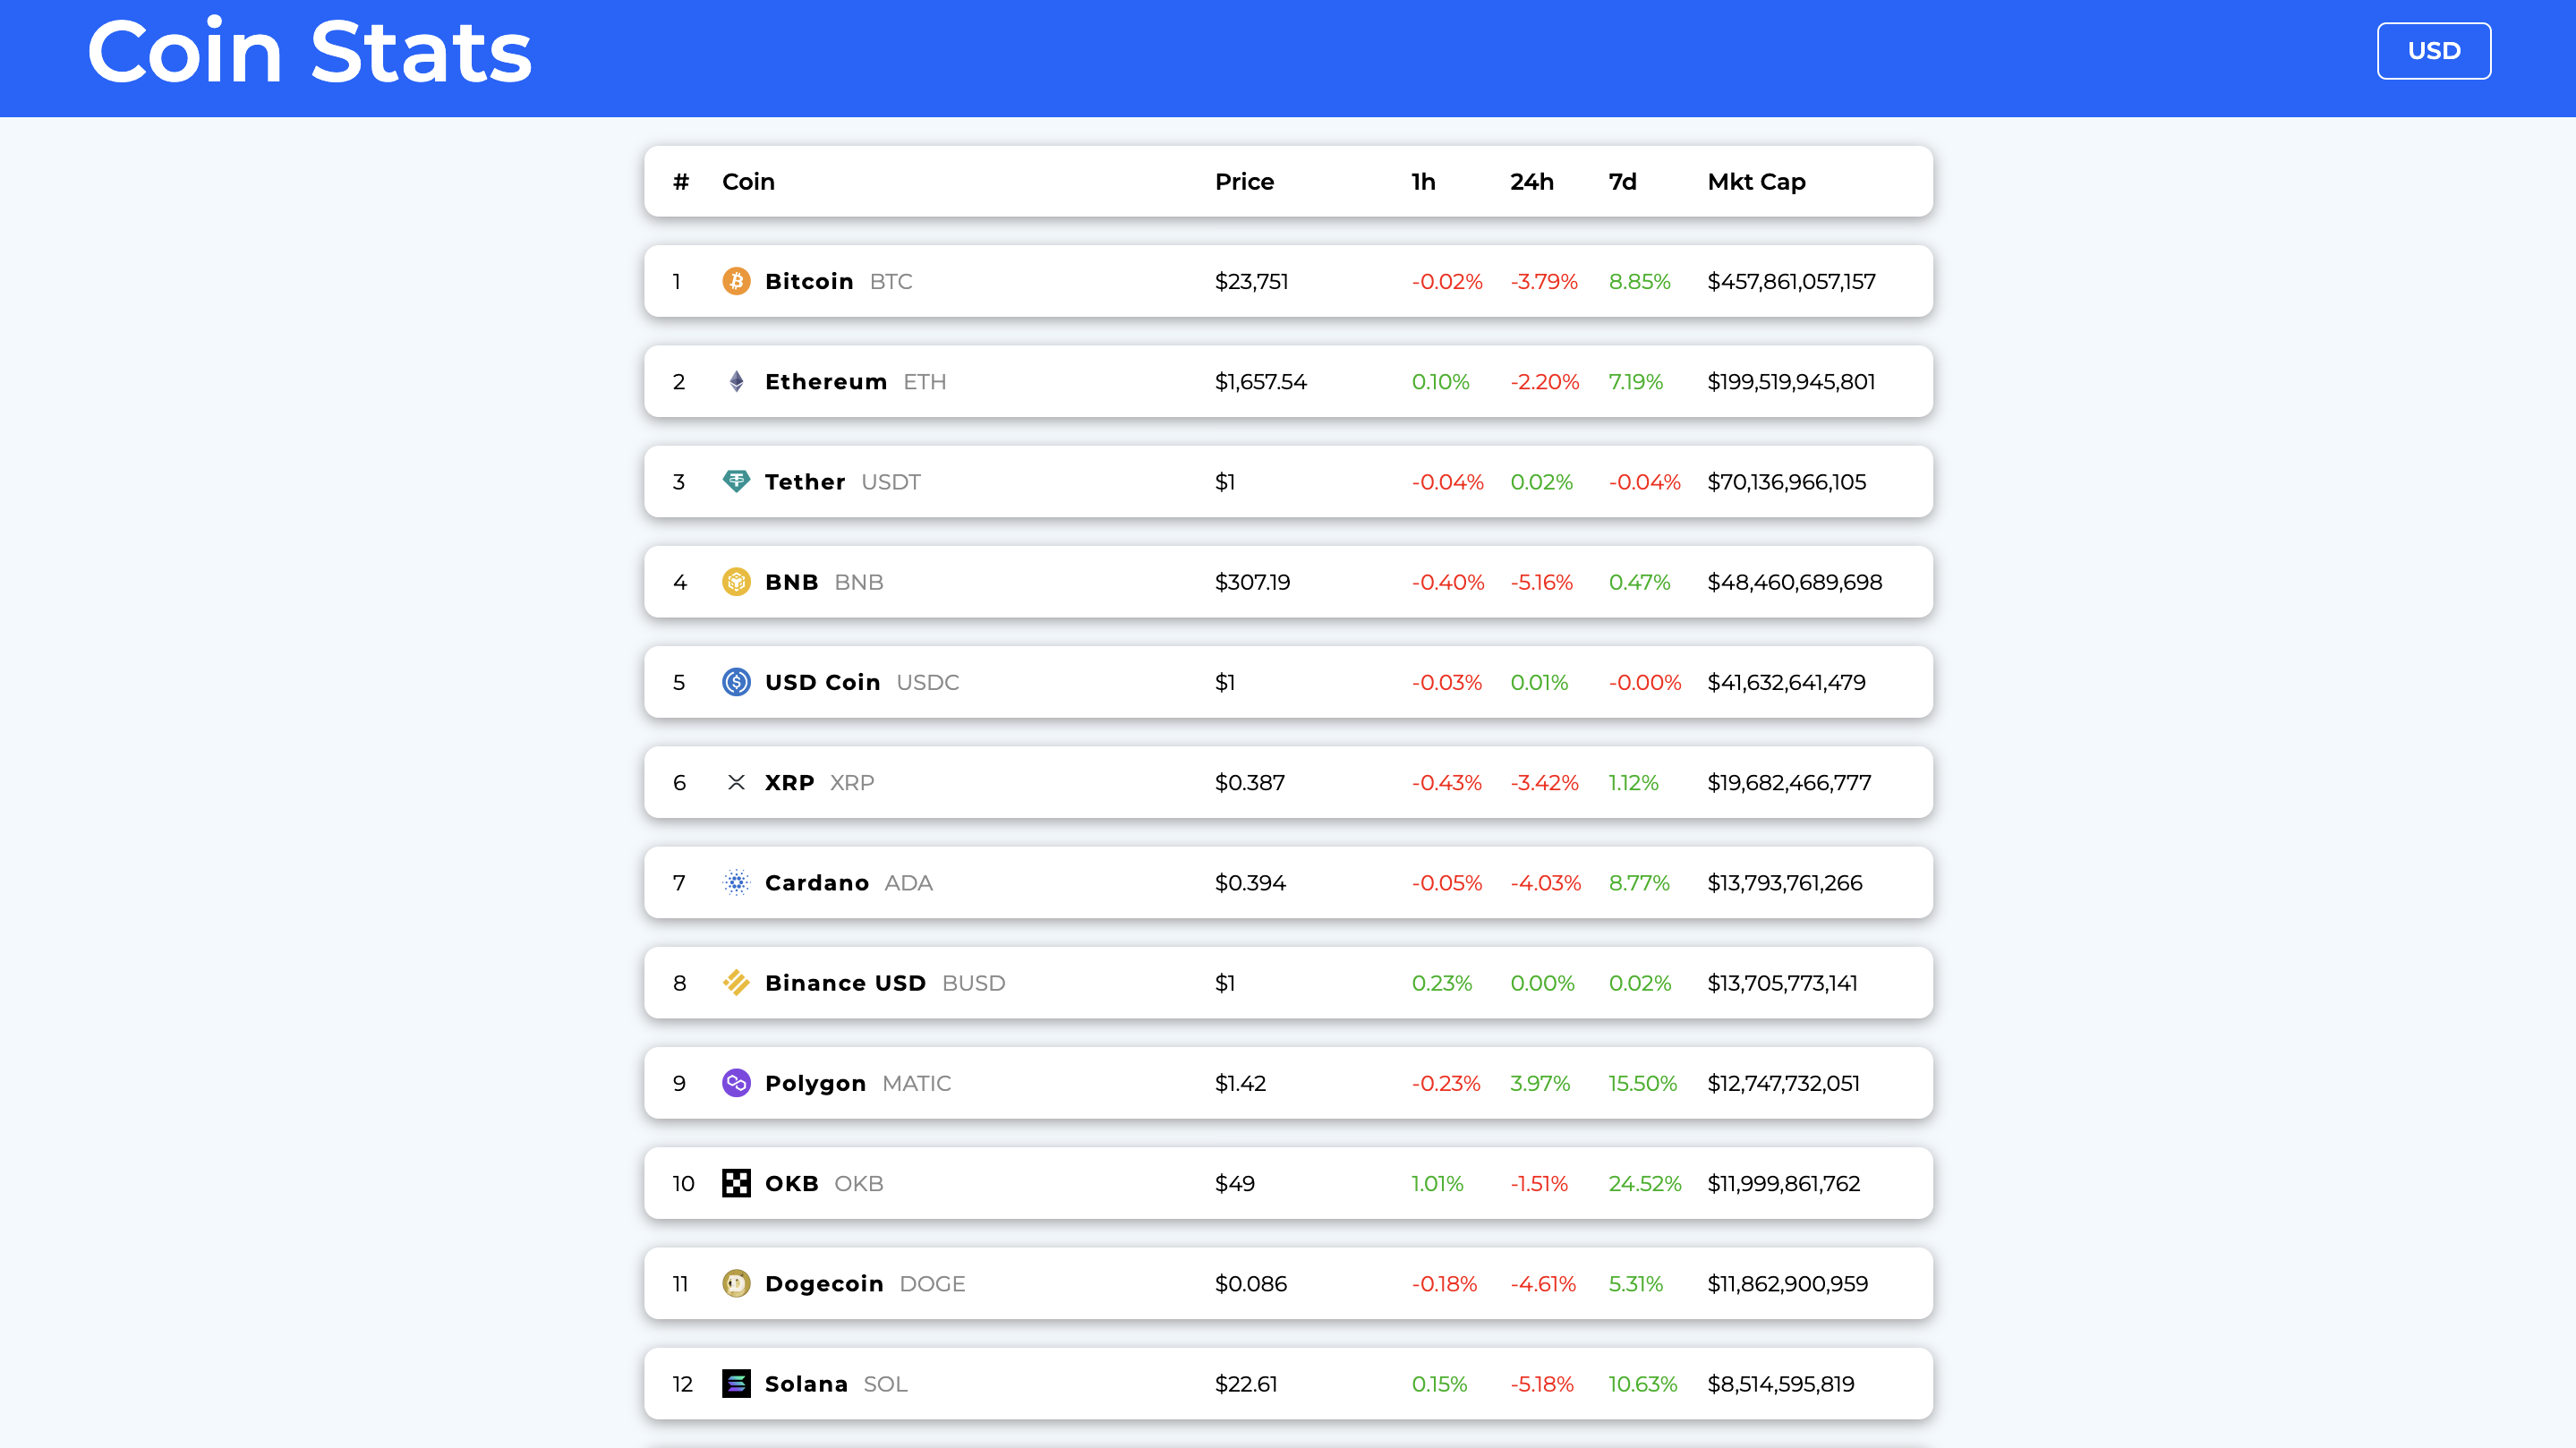 Coin Stats USD
# Coin Price 1h 24h 7d Mkt Cap
1 Bitcoin BTC $23,751 -0.02% -3.79% 8.85% $457,861,057,157
2 Ethereum ETH $1,657.54 0.10% -2.20% 7.19% $199,519,945,801
3 Tether USDT $1 -0.04% 0.02% -0.04% $70,136,966,105
4 BNB BNB $307.19 -0.40% -5.16% 0.47% $48,460,689,698
5 USD Coin USDC $1 -0.03% 0.01% -0.00% $41,632,641,479
6 XRP XRP $0.387 -0.43% -3.42% 1.12% $19,682,466,777
7 Cardano ADA $0.394 -0.05% -4.03% 8.77% $13,793,761,266
8 Binance USD BUSD $1 0.23% 0.00% 0.02% $13,705,773,141
9 Polygon MATIC $1.42 -0.23% 3.97% 15.50% $12,747,732,051
10 OKB OKB $49 1.01% -1.51% 24.52% $11,999,861,762
11 Dogecoin DOGE $0.086 -0.18% -4.61% 5.31% $11,862,900,959
12 Solana SOL $22.61 0.15% -5.18% 10.63% $8,514,595,819